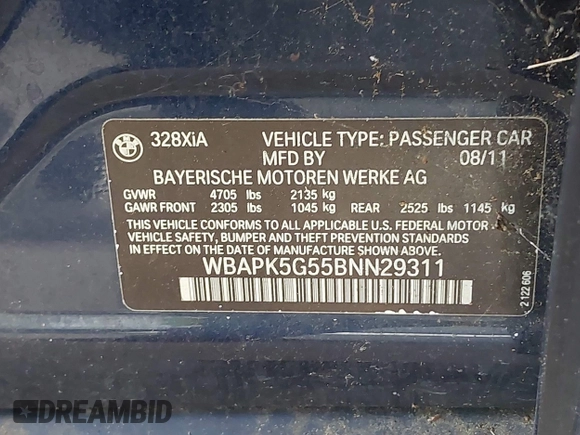 BMW
328XiA VEHICLE TYPE: PASSENGER CAR
MFD BY 08/11
BAYERISCHE MOTOREN WERKE AG
GVWR 4705 lbs 2135 kg
GAWR FRONT 2305 lbs 1045 kg REAR 2525 lbs 1145 kg
THIS VEHICLE CONFORMS TO ALL APPLICABLE U.S. FEDERAL MOTOR
VEHICLE SAFETY, BUMPER AND THEFT PREVENTION STANDARDS
IN EFFECT ON THE DATE OF MANUFACTURE SHOWN ABOVE.
WBAPK5G55BNN29311
2 122 606
DREAMBID